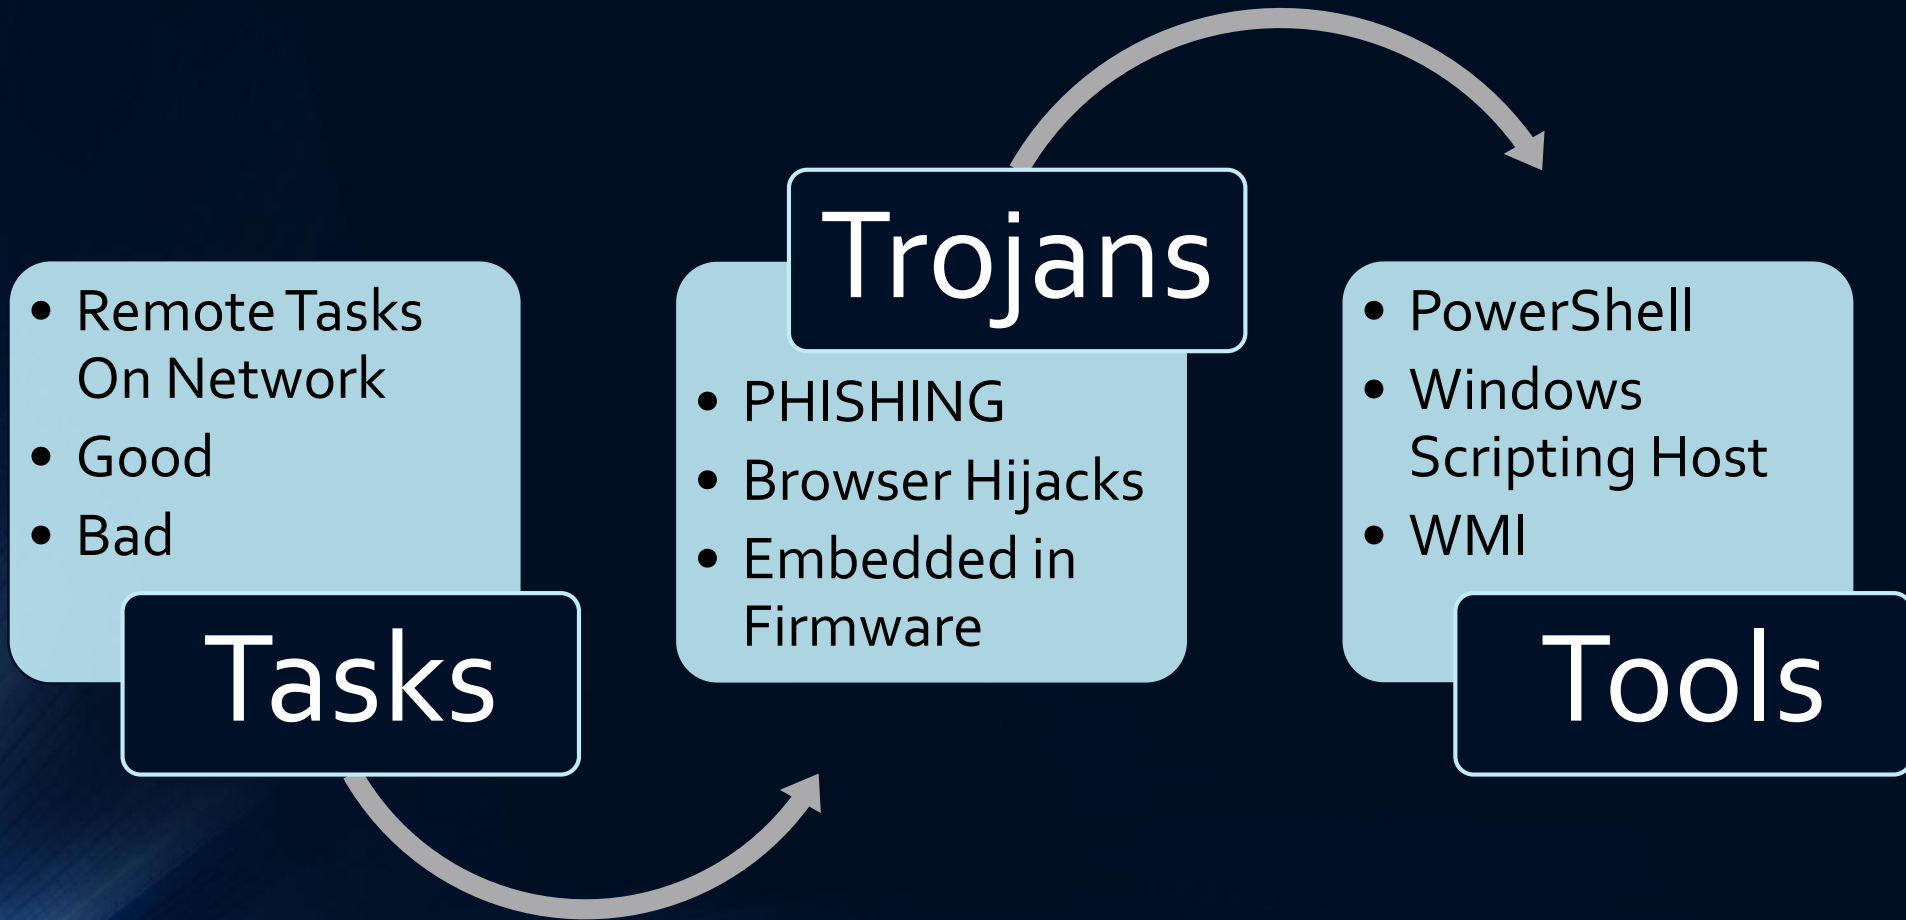 • Remote Tasks
On Network
• Good
• Bad
Tasks
Trojans
• PHISHING
• Browser Hijacks
• Embedded in
Firmware
• PowerShell
• Windows
Scripting Host
• WMI
Tools